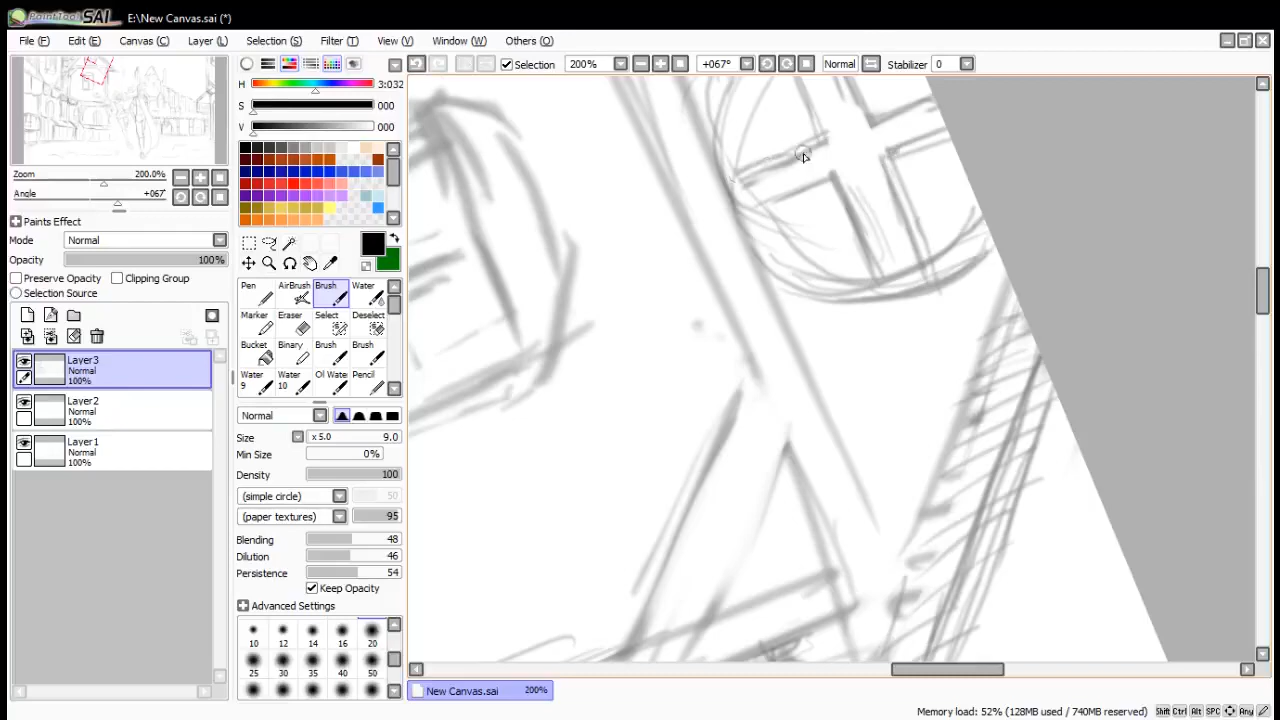 PaintTool SAI E:\New Canvas.sai (*)
File (F) Edit (E) Canvas (C) Layer (L) Selection (S) Filter (T) View (V) Window (W) Others (O)
Selection 200% +067° Normal Stabilizer 0
Zoom 200.0%
Angle +067°
Paints Effect
Mode Normal
Opacity 100%
Preserve Opacity Clipping Group
Selection Source
Layer3
Normal
100%
Layer2
Normal
100%
Layer1
Normal
100%
H 3:032
S 000
V 000
Pen AirBrush Brush Water
Marker Eraser Select Deselect
Bucket Binary Brush Brush
Water 9 Water 10 Ol Water Pencil
Normal
Size x 5.0 9.0
Min Size 0%
Density 100
(simple circle) 50
(paper textures) 95
Blending 48
Dilution 46
Persistence 54
Keep Opacity
Advanced Settings
10 12 14 16 20
25 30 35 40 50
New Canvas.sai 200%
Memory load: 52% (128MB used / 740MB reserved) Shift Ctrl Alt SPC Any